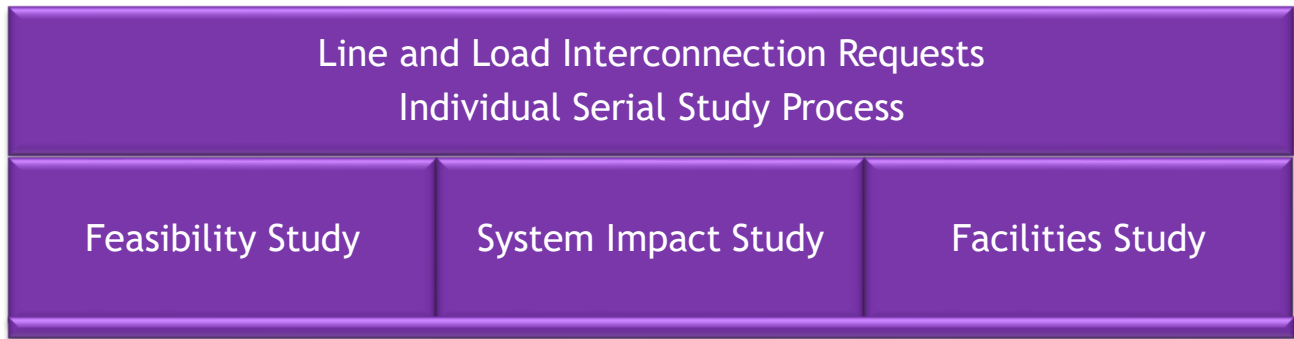 Line and Load Interconnection Requests
Individual Serial Study Process
Feasibility Study
System Impact Study
Facilities Study